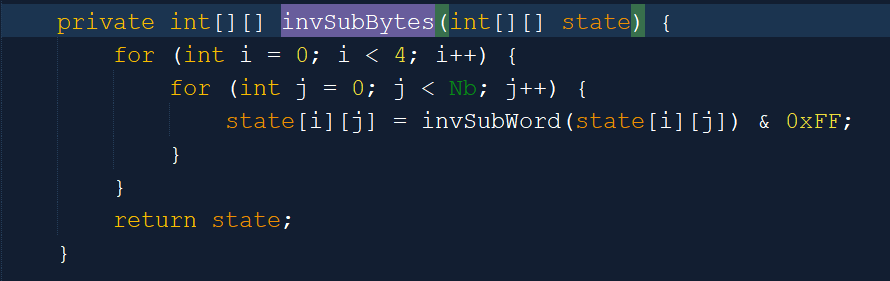 private int[][] invSubBytes(int[][] state) {
    for (int i = 0; i < 4; i++) {
        for (int j = 0; j < Nb; j++) {
            state[i][j] = invSubWord(state[i][j]) & 0xFF;
        }
    }
    return state;
}